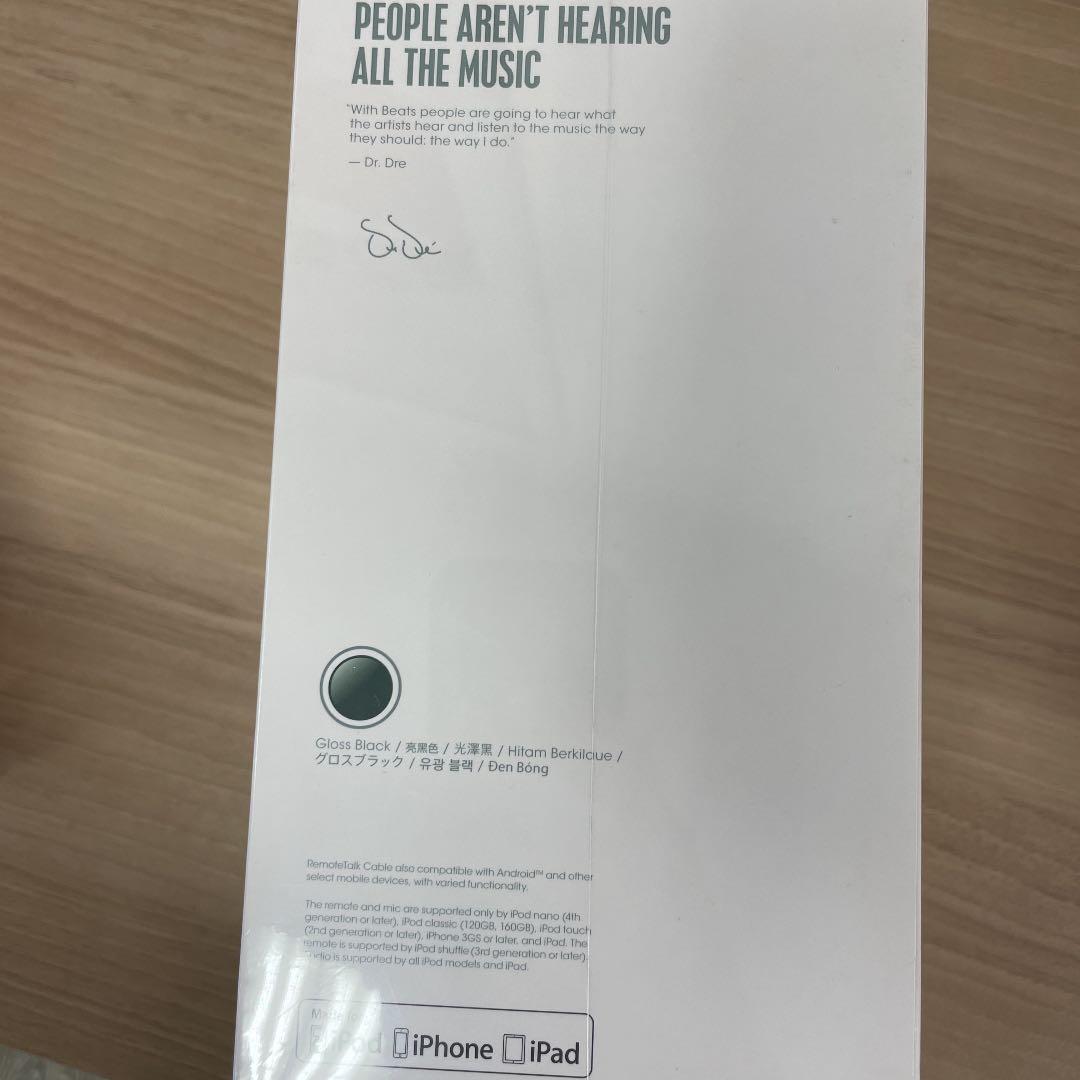 PEOPLE AREN'T HEARING
ALL THE MUSIC
"With Beats people are going to hear what
the artists hear and listen to the music the way
they should: the way I do."
— Dr. Dre
Gloss Black / 亮黑色 / 光澤黑 / Hitam Berkilaue /
グロスブラック / 유광 블랙 / Đen Bóng
RemoteTalk Cable also compatible with Android™ and other
select mobile devices, with varied functionality.
The remote and mic are supported only by iPod nano (4th
generation or later), iPod classic (120GB, 160GB), iPod touch
(2nd generation or later), iPhone 3GS or later, and iPad. The
remote is supported by iPod shuffle (3rd generation or later).
Audio is supported by all iPod models and iPad.
Made for
iPod iPhone iPad